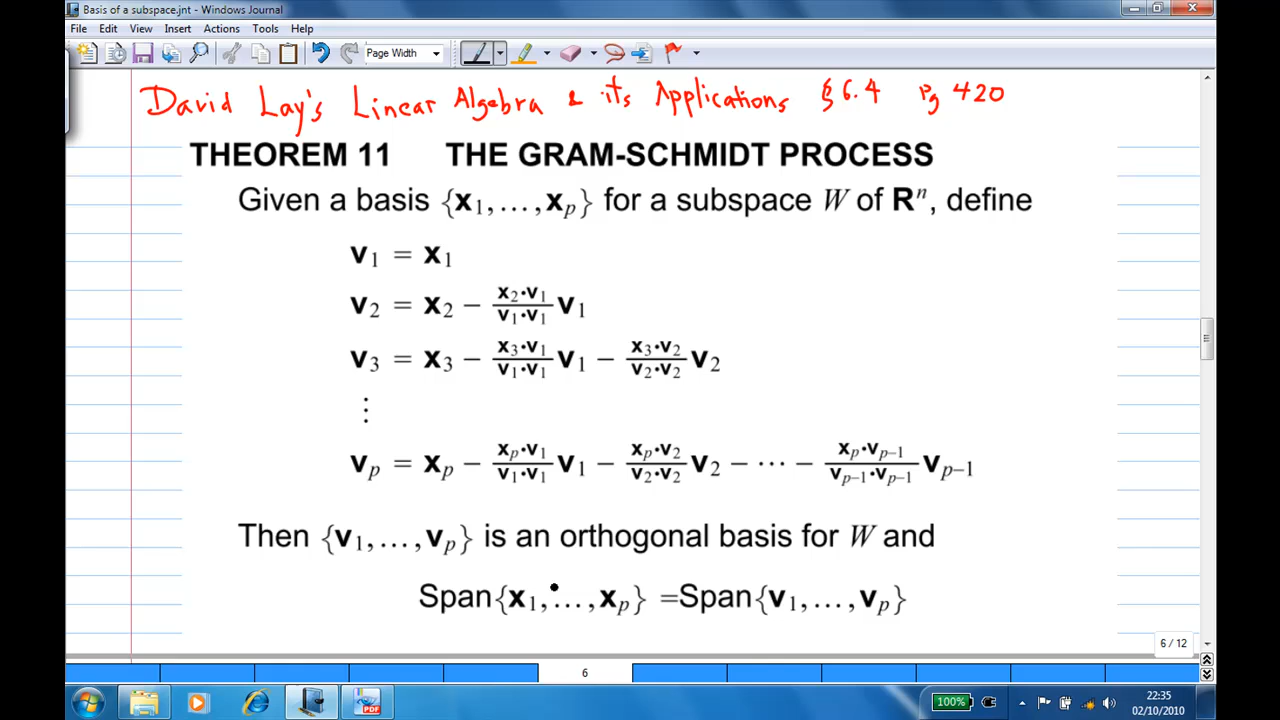 Basis of a subspace.jnt - Windows Journal
File Edit View Insert Actions Tools Help
Page Width
David Lay's Linear Algebra & its Applications § 6.4 Pg 420
THEOREM 11 THE GRAM-SCHMIDT PROCESS
Given a basis {x₁,…,xₚ} for a subspace W of Rⁿ, define
v₁ = x₁
v₂ = x₂ − (x₂·v₁)/(v₁·v₁) v₁
v₃ = x₃ − (x₃·v₁)/(v₁·v₁) v₁ − (x₃·v₂)/(v₂·v₂) v₂
⋮
vₚ = xₚ − (xₚ·v₁)/(v₁·v₁) v₁ − (xₚ·v₂)/(v₂·v₂) v₂ − ⋯ − (xₚ·vₚ₋₁)/(vₚ₋₁·vₚ₋₁) vₚ₋₁
Then {v₁,…,vₚ} is an orthogonal basis for W and
Span{x₁,…,xₚ} =Span{v₁,…,vₚ}
6 / 12
6
100%
22:35
02/10/2010